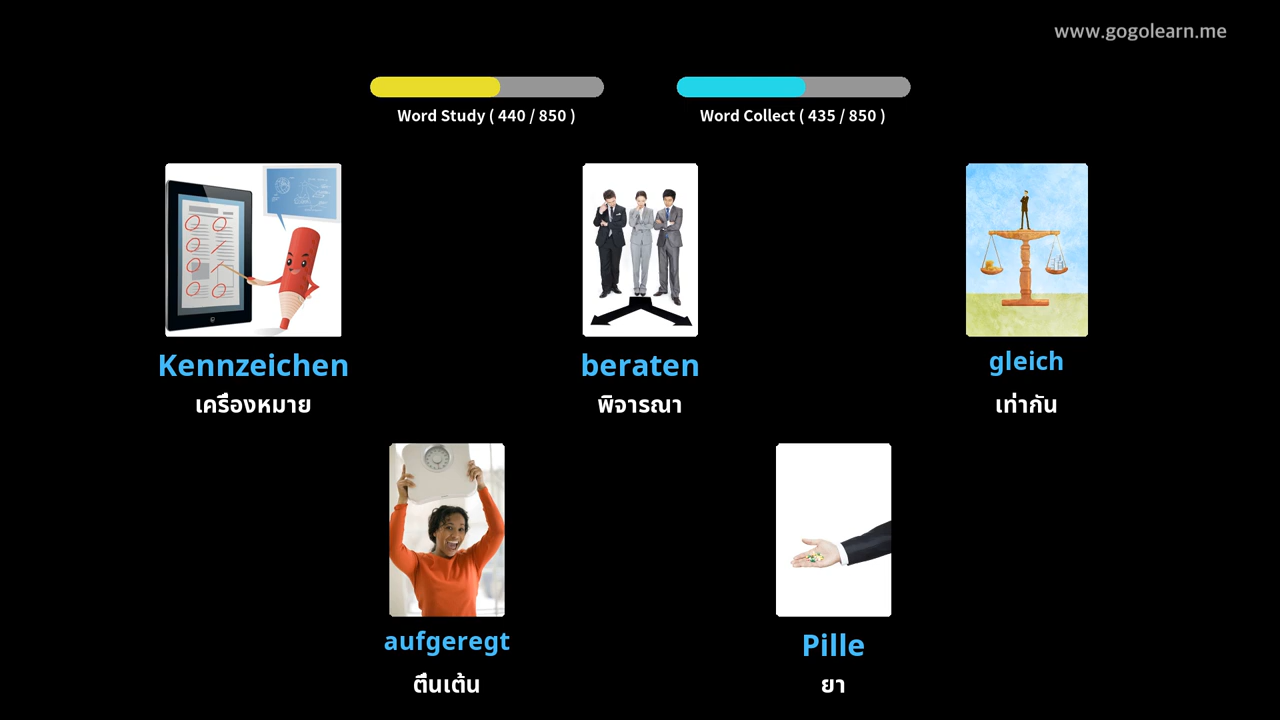 www.gogolearn.me
Word Study ( 440 / 850 )
Word Collect ( 435 / 850 )
Kennzeichen
เครื่องหมาย
beraten
พิจารณา
gleich
เท่ากัน
aufgeregt
ตื่นเต้น
Pille
ยา